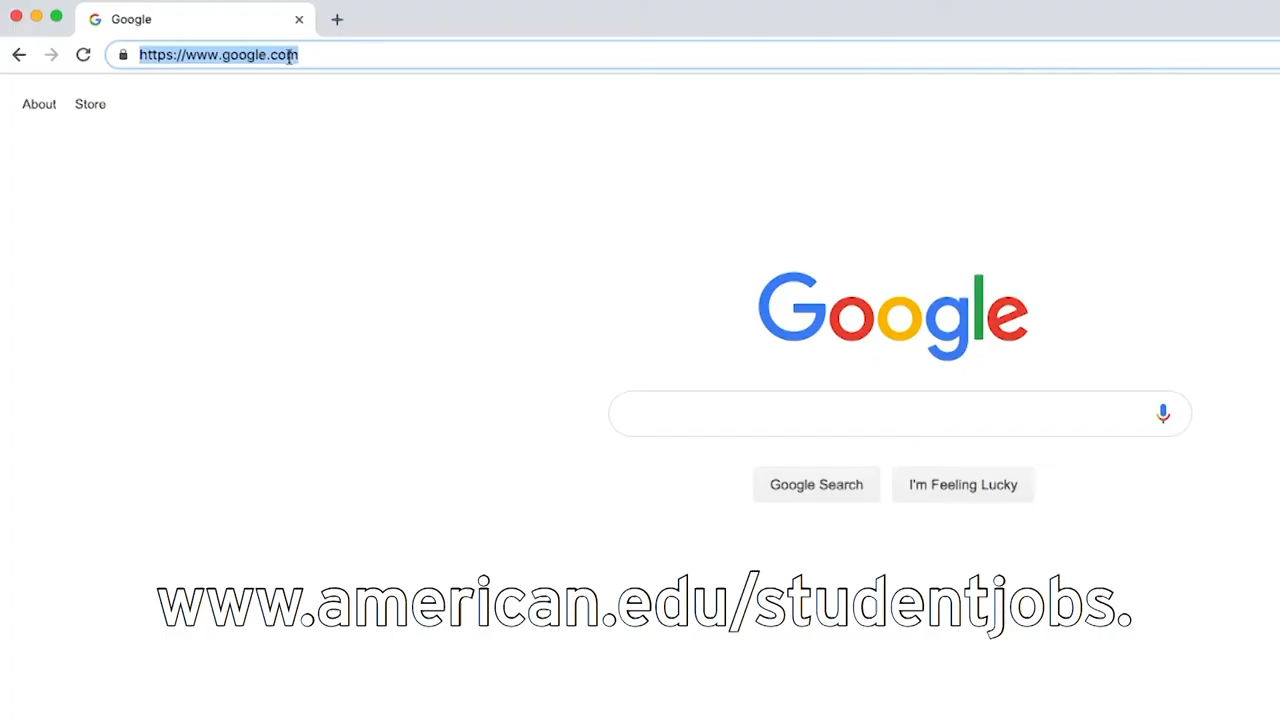 Google
https://www.google.com
About Store
Google
Google Search I'm Feeling Lucky
www.american.edu/studentjobs.